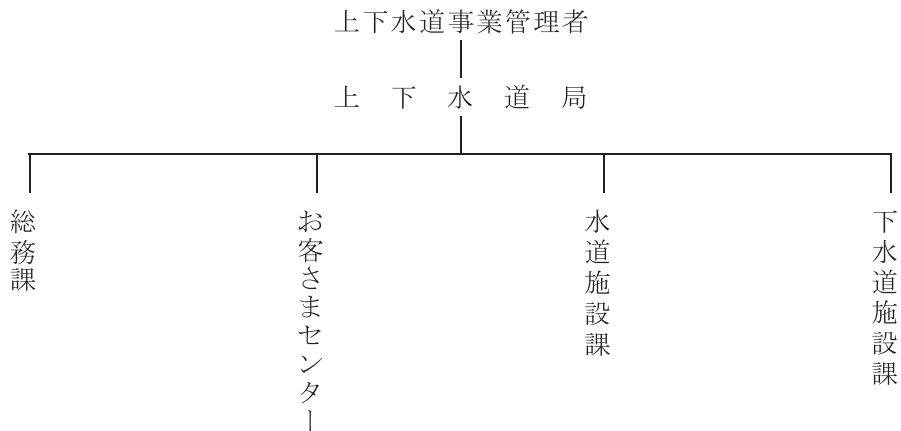 上下水道事業管理者
上下水道局
総務課
お客さまセンター
水道施設課
下水道施設課